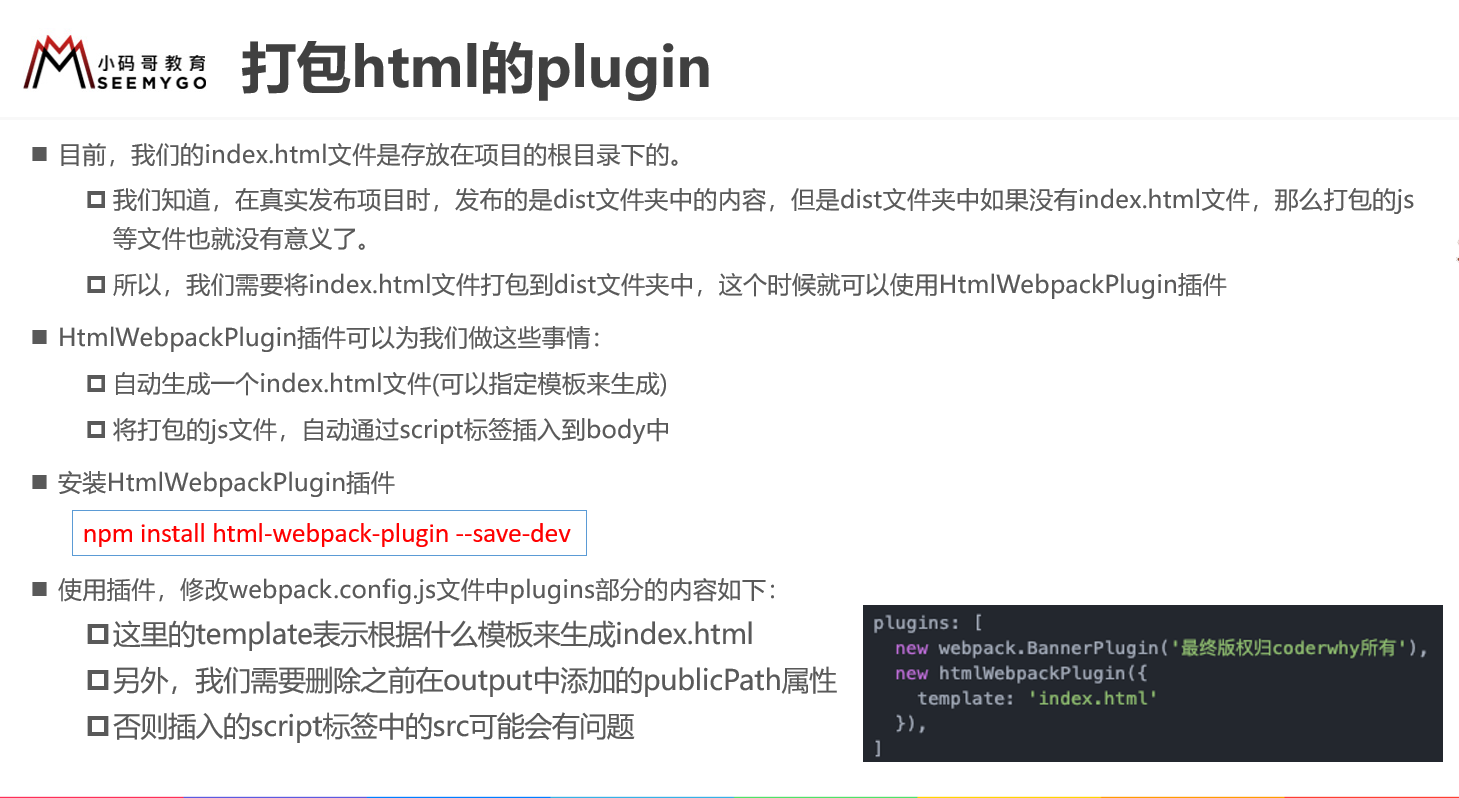 小码哥教育
SEEMYGO
打包html的plugin
目前，我们的index.html文件是存放在项目的根目录下的。
我们知道，在真实发布项目时，发布的是dist文件夹中的内容，但是dist文件夹中如果没有index.html文件，那么打包的js
等文件也就没有意义了。
所以，我们需要将index.html文件打包到dist文件夹中，这个时候就可以使用HtmlWebpackPlugin插件
HtmlWebpackPlugin插件可以为我们做这些事情：
自动生成一个index.html文件(可以指定模板来生成)
将打包的js文件，自动通过script标签插入到body中
安装HtmlWebpackPlugin插件
npm install html-webpack-plugin --save-dev
使用插件，修改webpack.config.js文件中plugins部分的内容如下：
这里的template表示根据什么模板来生成index.html
另外，我们需要删除之前在output中添加的publicPath属性
否则插入的script标签中的src可能会有问题
plugins: [
new webpack.BannerPlugin('最终版权归coderwhy所有'),
new htmlWebpackPlugin({
template: 'index.html'
}),
]